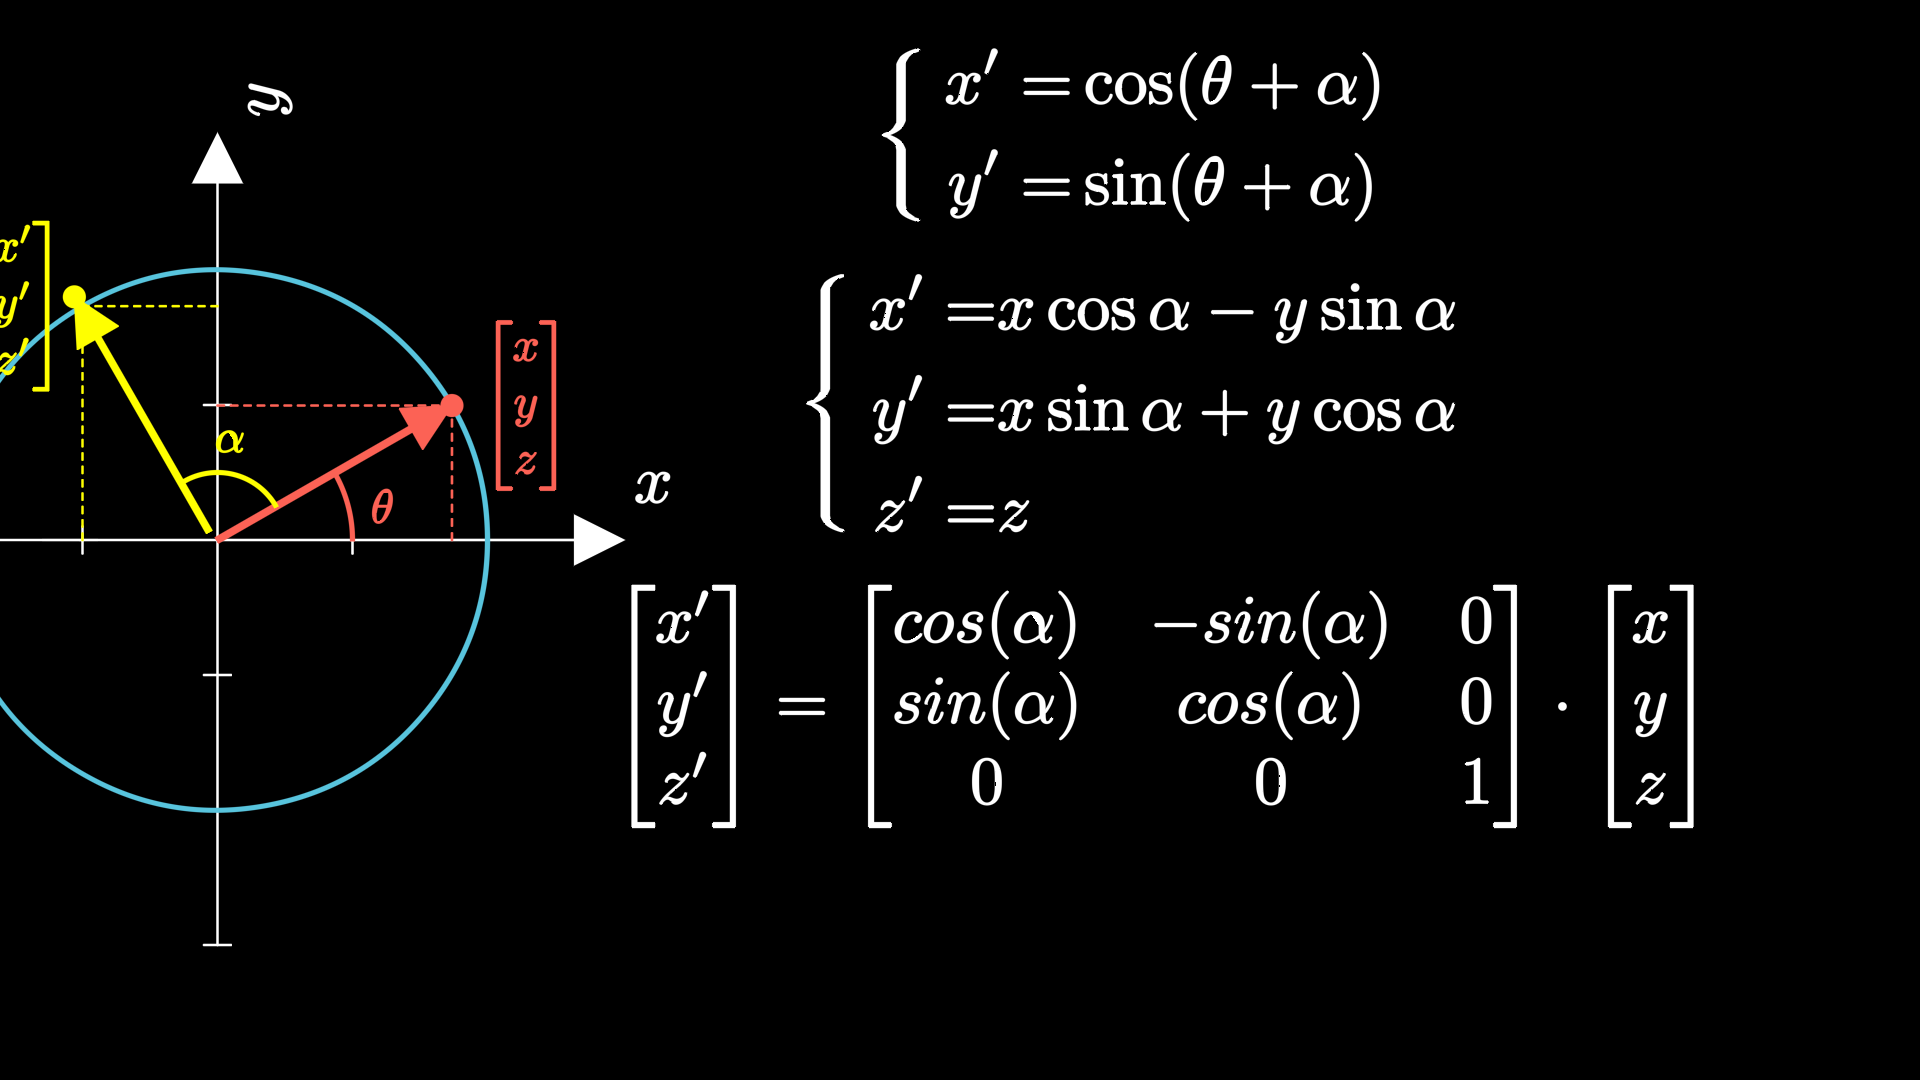 y
x'
y'
z'
α
x
y
z
θ
x
x′ = cos(θ + α)
y′ = sin(θ + α)
x′ =x cos α − y sin α
y′ =x sin α + y cos α
z′ =z
x′ cos(α) −sin(α) 0 x
y′ = sin(α) cos(α) 0 · y
z′ 0 0 1 z